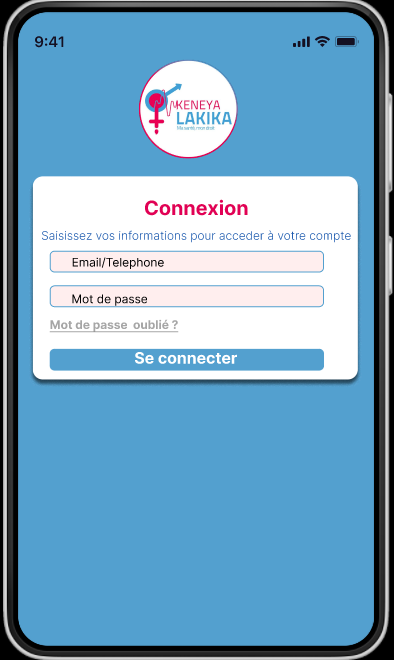 9:41
KENEYA
LAKIKA
Ma santé, mon droit
Connexion
Saisissez vos informations pour acceder à votre compte
Email/Telephone
Mot de passe
Mot de passe oublié ?
Se connecter